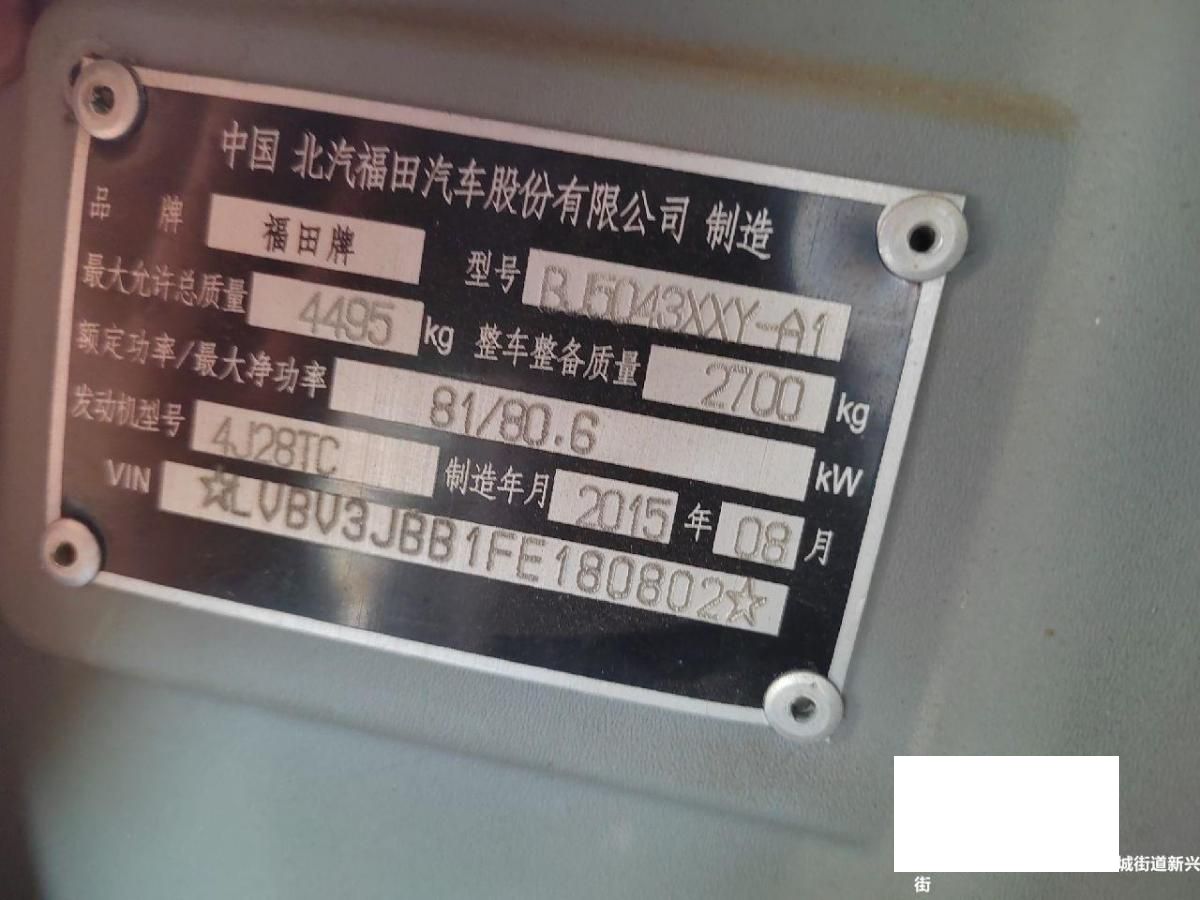 中国 北汽福田汽车股份有限公司 制造
品 牌 福田牌 型号 BJ5043XXY-A1
最大允许总质量 4495 kg 整车整备质量 2700 kg
额定功率/最大净功率 81/80.6 kW
发动机型号 4J28TC 制造年月 2015 年 08 月
VIN ☆LVBV3JBB1FE180802☆
城街道新兴
街